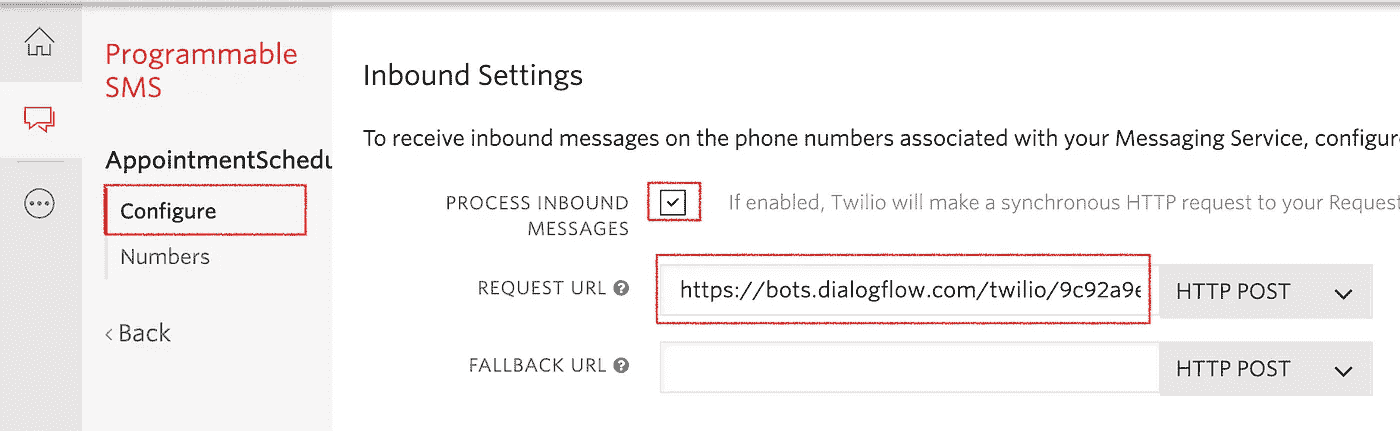 Programmable
SMS
AppointmentSchedu
Configure
Numbers
‹ Back
Inbound Settings
To receive inbound messages on the phone numbers associated with your Messaging Service, configure
PROCESS INBOUND
MESSAGES
If enabled, Twilio will make a synchronous HTTP request to your Request
REQUEST URL ?
https://bots.dialogflow.com/twilio/9c92a9e
HTTP POST
FALLBACK URL ?
HTTP POST